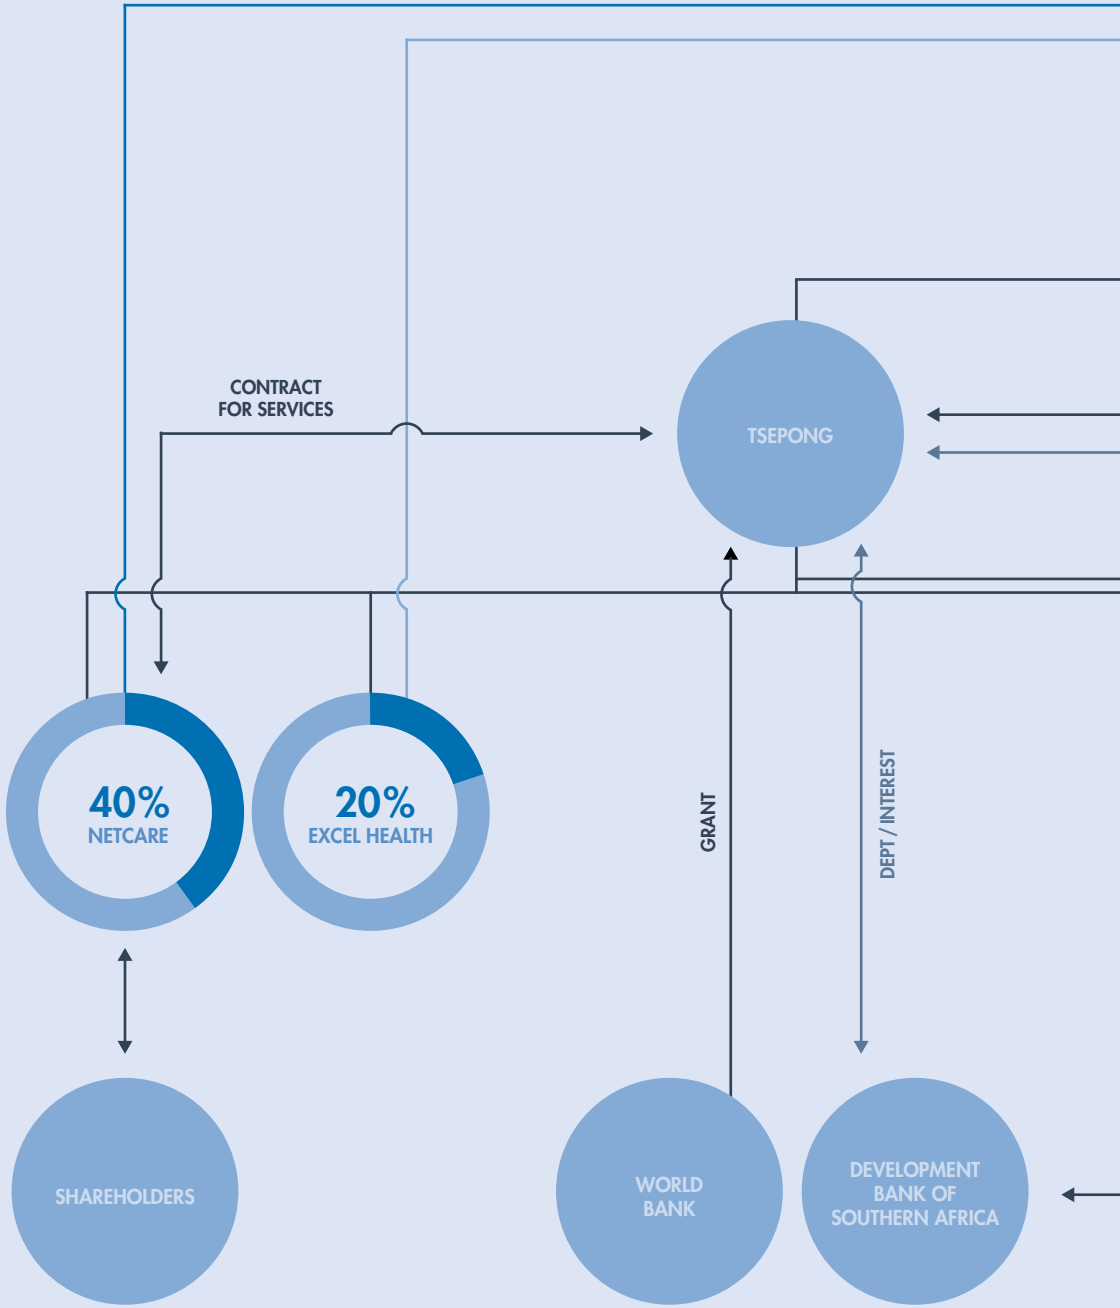 CONTRACT
FOR SERVICES
TSEPONG
GRANT
DEPT / INTEREST
40%
NETCARE
20%
EXCEL HEALTH
SHAREHOLDERS
WORLD
BANK
DEVELOPMENT
BANK OF
SOUTHERN AFRICA